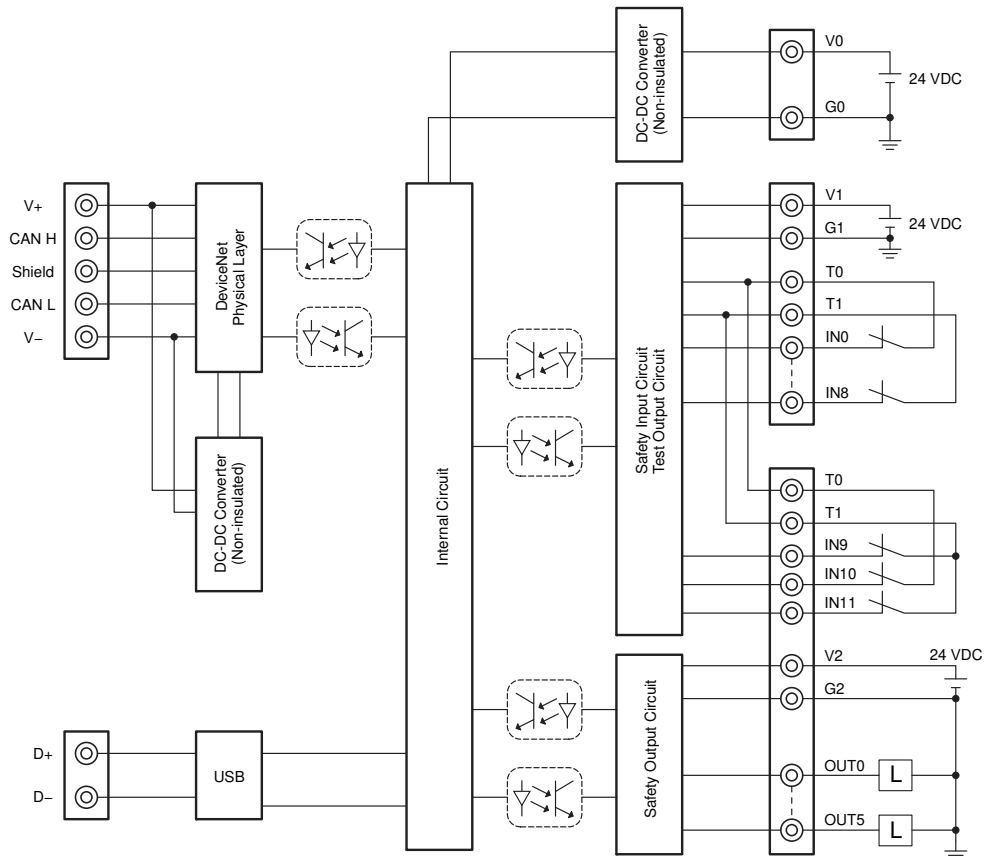 DC-DC Converter
(Non-insulated)
V0
24 VDC
G0
V+
CAN H
Shield
CAN L
V−
DeviceNet
Physical Layer
DC-DC Converter
(Non-insulated)
Internal Circuit
Safety Input Circuit
Test Output Circuit
V1
24 VDC
G1
T0
T1
IN0
IN8
T0
T1
IN9
IN10
IN11
Safety Output Circuit
V2
24 VDC
G2
OUT0
L
OUT5
L
D+
D−
USB